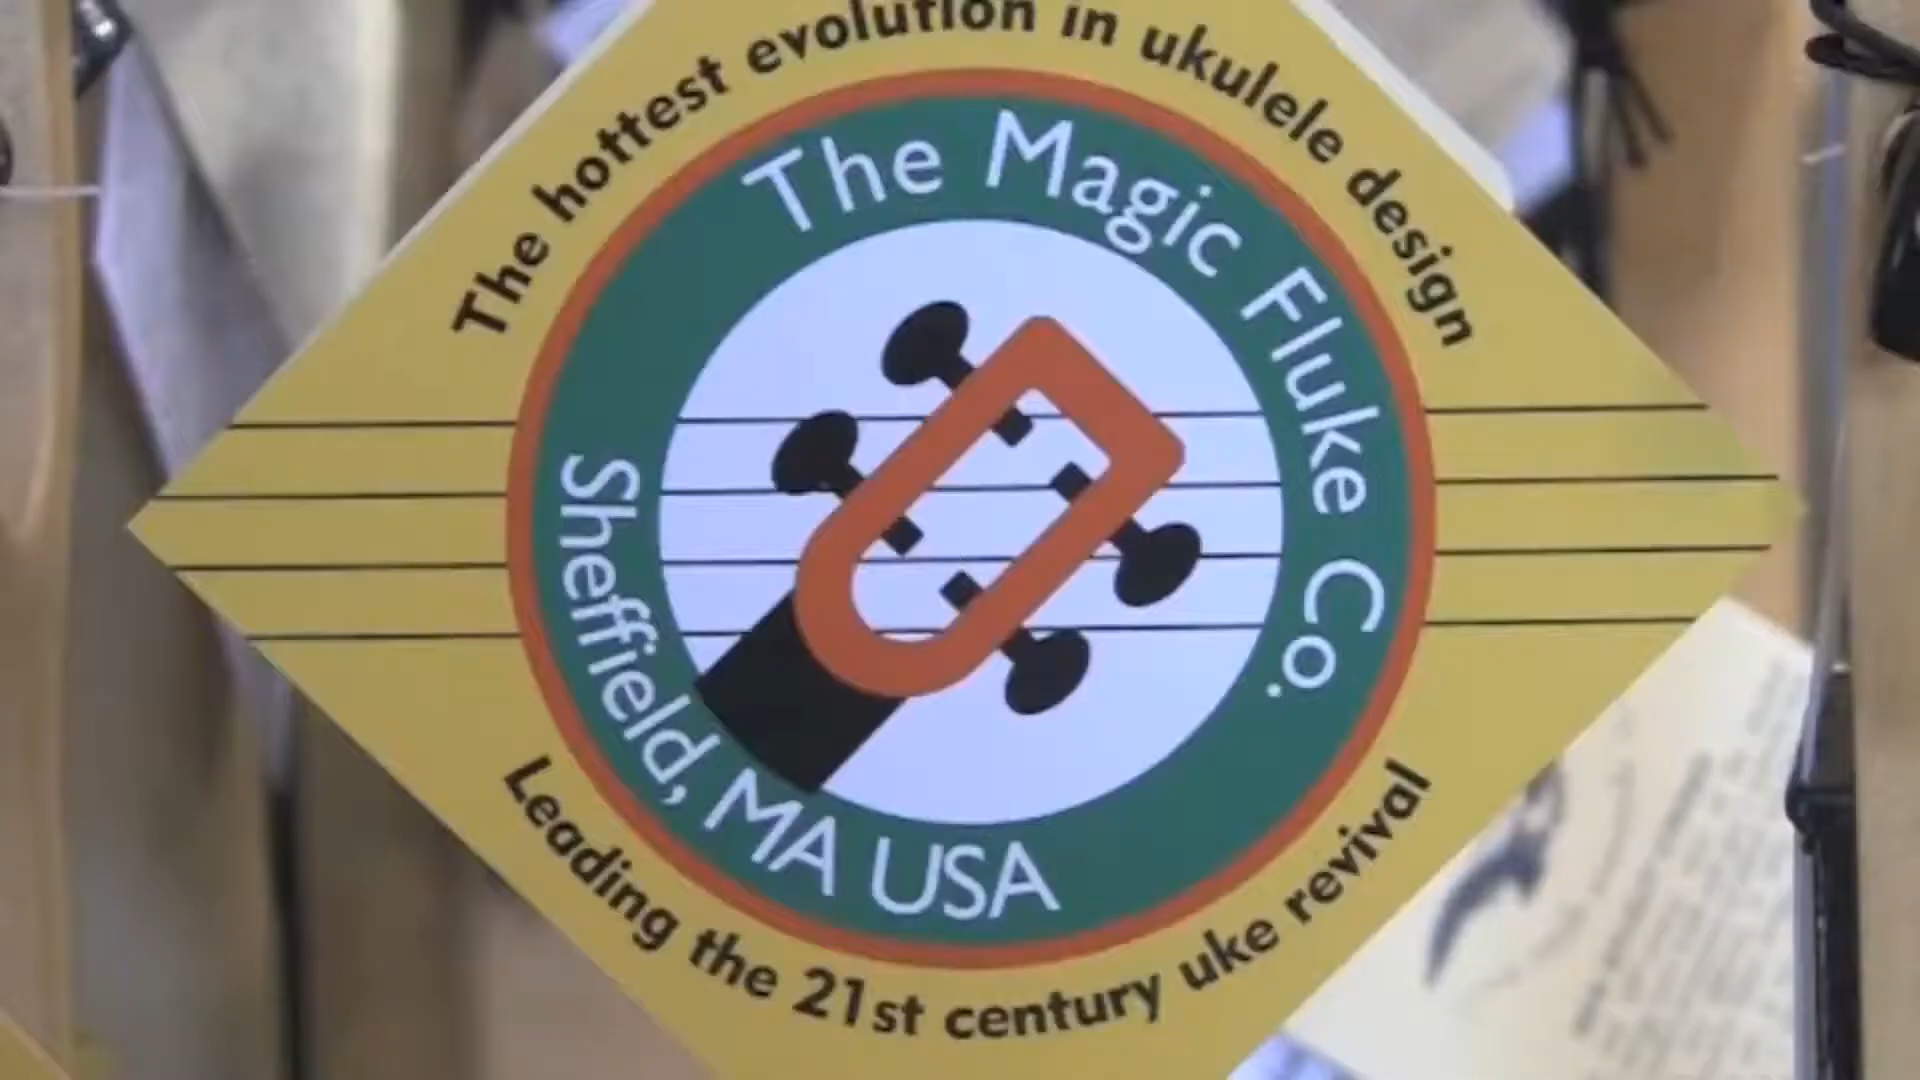 The hottest evolution in ukulele design
The Magic Fluke Co.
Sheffield, MA USA
Leading the 21st century uke revival